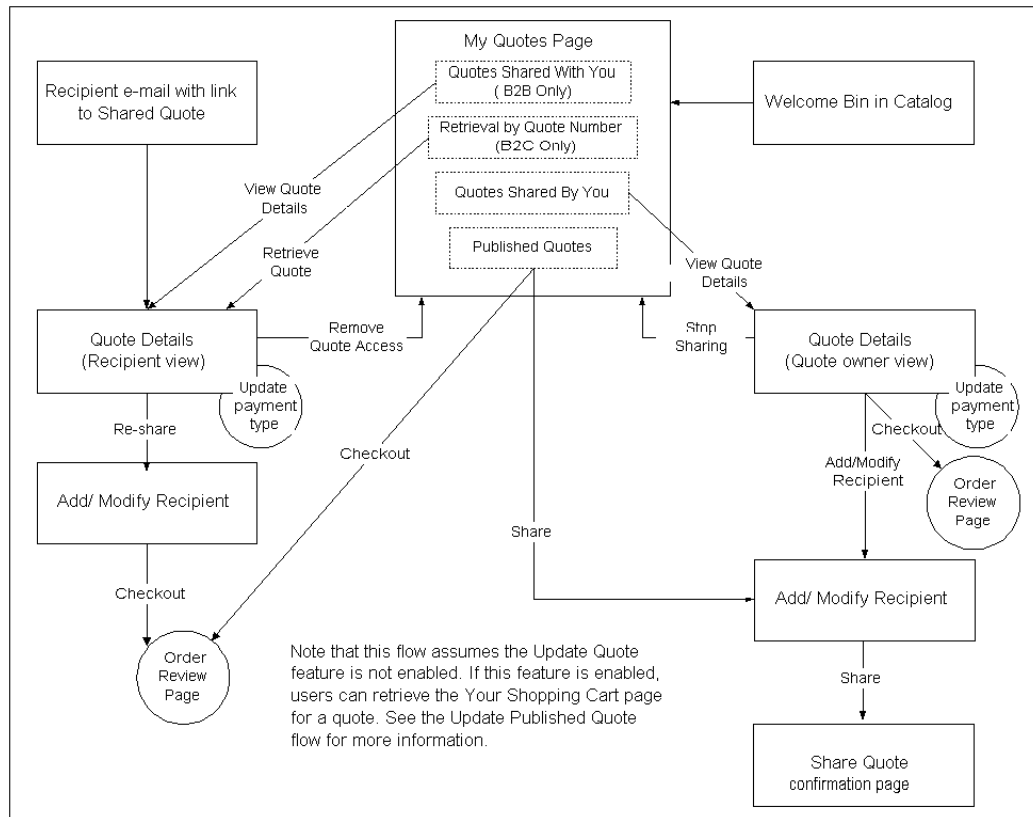 My Quotes Page
Quotes Shared With You
( B2B Only)
Retrieval by Quote Number
(B2C Only)
Quotes Shared By You
Published Quotes
Recipient e-mail with link
to Shared Quote
Welcome Bin in Catalog
View Quote
Details
Retrieve
Quote
View Quote
Details
Remove
Quote Access
Stop
Sharing
Quote Details
(Recipient view)
Update
payment
type
Quote Details
(Quote owner view)
Update
payment
type
Re-share
Checkout
Checkout
Add/Modify
Recipient
Order
Review
Page
Add/ Modify Recipient
Share
Checkout
Add/ Modify Recipient
Order
Review
Page
Note that this flow assumes the Update Quote
feature is not enabled. If this feature is enabled,
users can retrieve the Your Shopping Cart page
for a quote. See the Update Published Quote
flow for more information.
Share
Share Quote
confirmation page